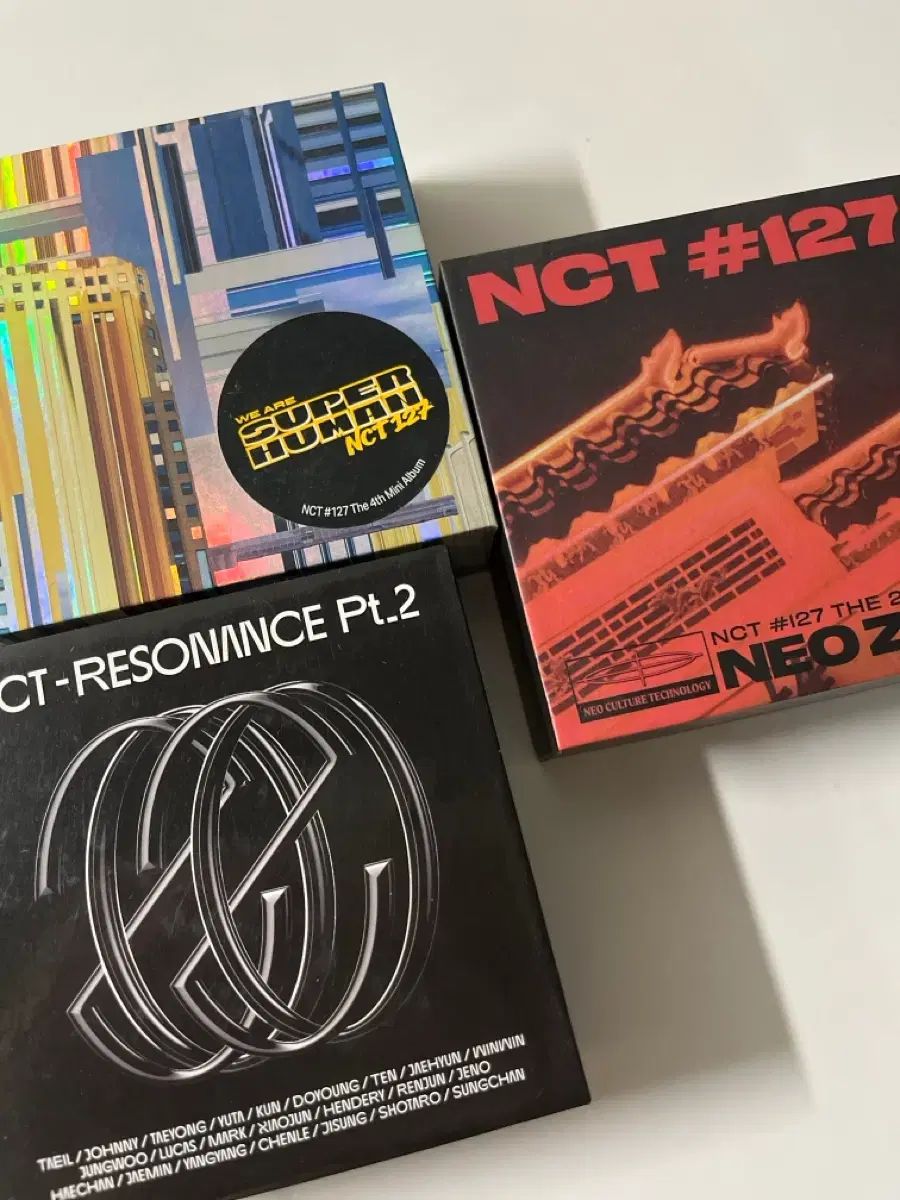 WE ARE
SUPER
HUMAN
NCT 127
NCT #127 The 4th Mini Album
NCT #127
NCT #127 THE 2
NEO Z
NEO CULTURE TECHNOLOGY
CT - RESONANCE Pt.2
TAEIL / JOHNNY / TAEYONG / YUTA / KUN / DOYOUNG / TEN / JAEHYUN / WINWIN
JUNGWOO / LUCAS / MARK / XIAOJUN / HENDERY / RENJUN / JENO
HAECHAN / JAEMIN / YANGYANG / CHENLE / JISUNG / SHOTARO / SUNGCHAN